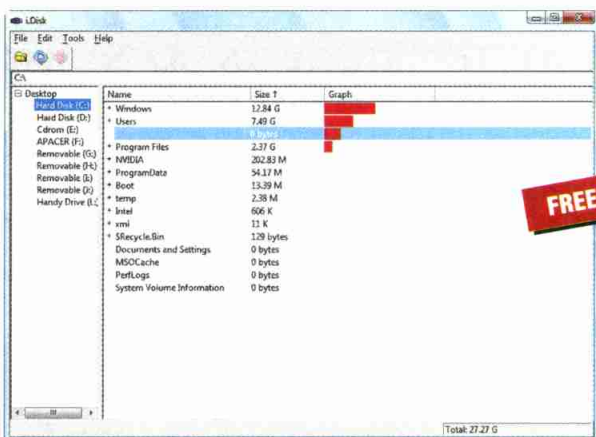 i.Disk
File Edit Tools Help
C:\
Desktop
Hard Disk (C:)
Hard Disk (D:)
Cdrom (E:)
APACER (F:)
Removable (G:)
Removable (H:)
Removable (I:)
Removable (J:)
Handy Drive (L:
Name Size ↑ Graph
+ Windows 12.84 G
+ Users 7.49 G
0 bytes
+ Program Files 2.37 G
+ NVIDIA 202.83 M
+ ProgramData 54.17 M
+ Boot 13.39 M
+ temp 2.38 M
+ Intel 606 K
+ xmi 11 K
+ $Recycle.Bin 129 bytes
Documents and Settings 0 bytes
MSOCache 0 bytes
PerfLogs 0 bytes
System Volume Information 0 bytes
FREE
Total: 27.27 G